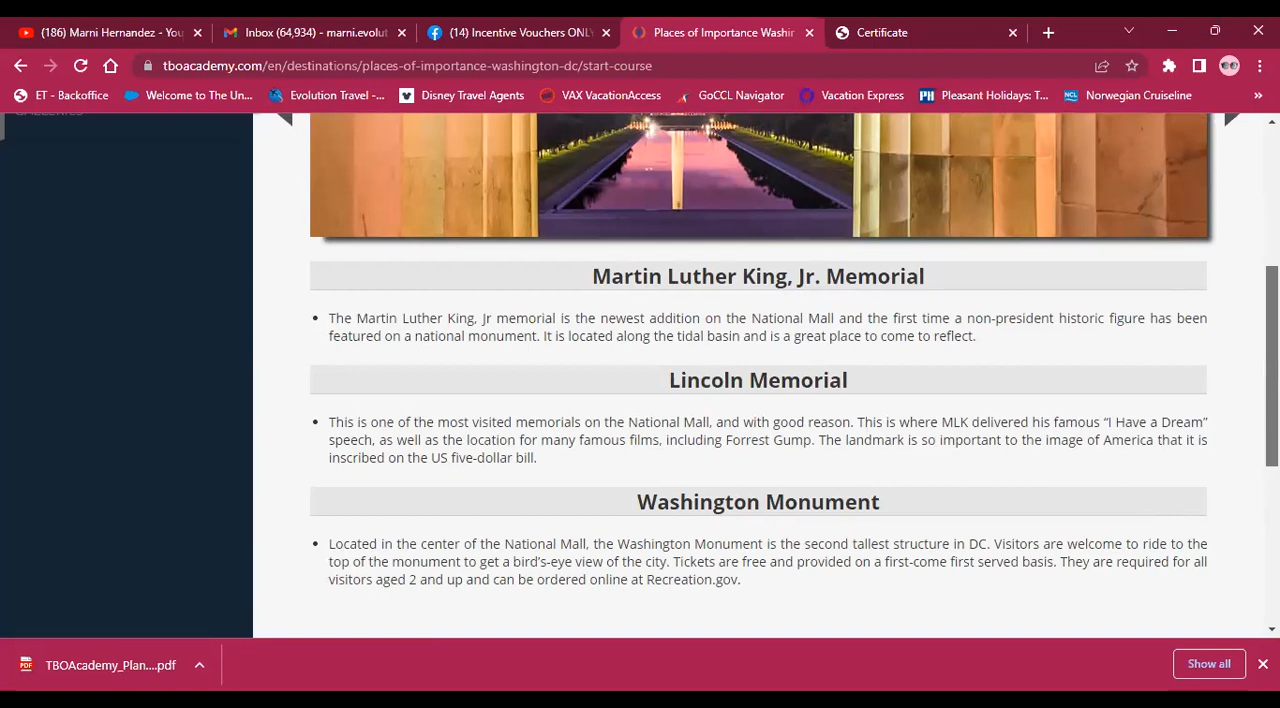 (186) Marni Hernandez - You
Inbox (64,934) - marni.evolut
(14) Incentive Vouchers ONLY
Places of Importance Washin
Certificate
tboacademy.com/en/destinations/places-of-importance-washington-dc/start-course
ET - Backoffice
Welcome to The Un...
Evolution Travel -...
Disney Travel Agents
VAX VacationAccess
GoCCL Navigator
Vacation Express
Pleasant Holidays: T...
Norwegian Cruiseline
»
Martin Luther King, Jr. Memorial
• The Martin Luther King, Jr memorial is the newest addition on the National Mall and the first time a non-president historic figure has been
featured on a national monument. It is located along the tidal basin and is a great place to come to reflect.
Lincoln Memorial
• This is one of the most visited memorials on the National Mall, and with good reason. This is where MLK delivered his famous “I Have a Dream”
speech, as well as the location for many famous films, including Forrest Gump. The landmark is so important to the image of America that it is
inscribed on the US five-dollar bill.
Washington Monument
• Located in the center of the National Mall, the Washington Monument is the second tallest structure in DC. Visitors are welcome to ride to the
top of the monument to get a bird’s-eye view of the city. Tickets are free and provided on a first-come first served basis. They are required for all
visitors aged 2 and up and can be ordered online at Recreation.gov.
TBOAcademy_Plan....pdf
Show all